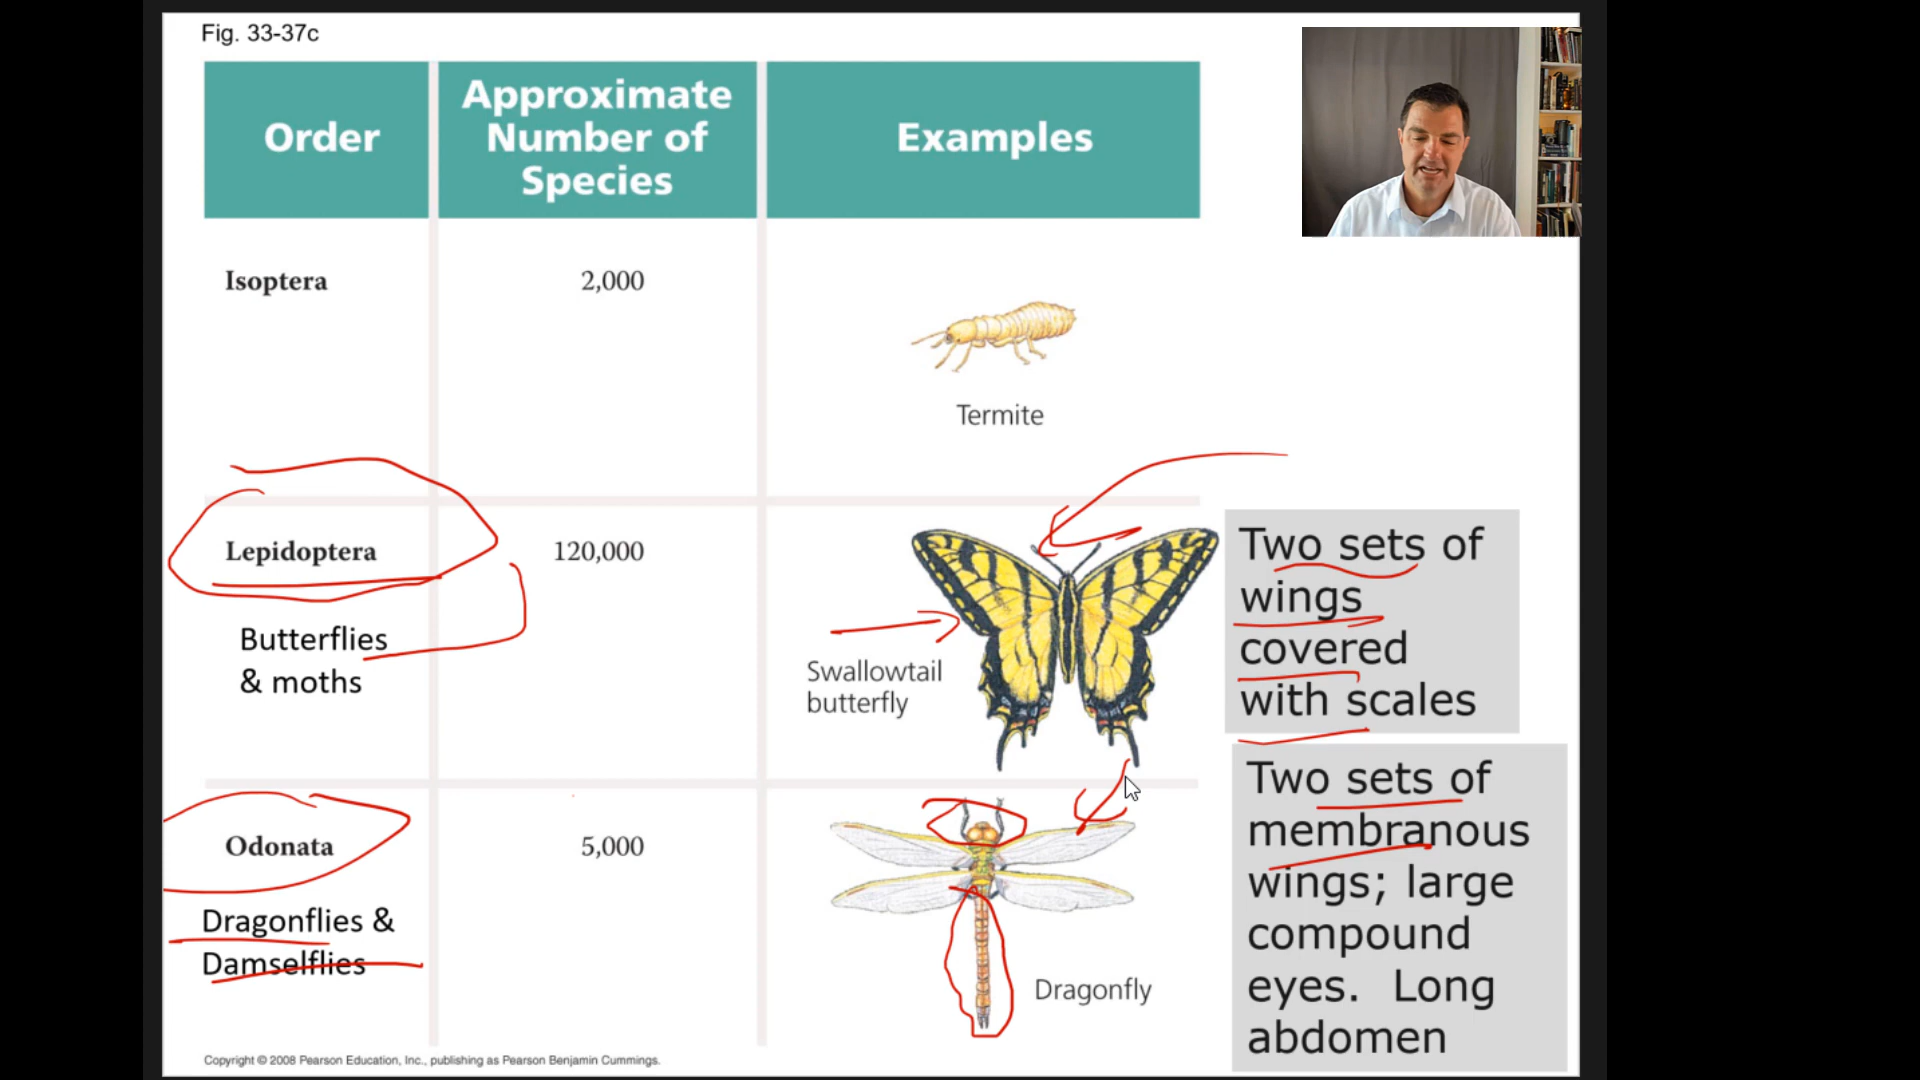 Fig. 33-37c
Order
Approximate
Number of
Species
Examples
Isoptera
2,000
Termite
Lepidoptera
120,000
Butterflies
& moths
Swallowtail
butterfly
Two sets of
wings
covered
with scales
Odonata
5,000
Dragonflies &
Damselflies
Dragonfly
Two sets of
membranous
wings; large
compound
eyes. Long
abdomen
Copyright © 2008 Pearson Education, Inc., publishing as Pearson Benjamin Cummings.